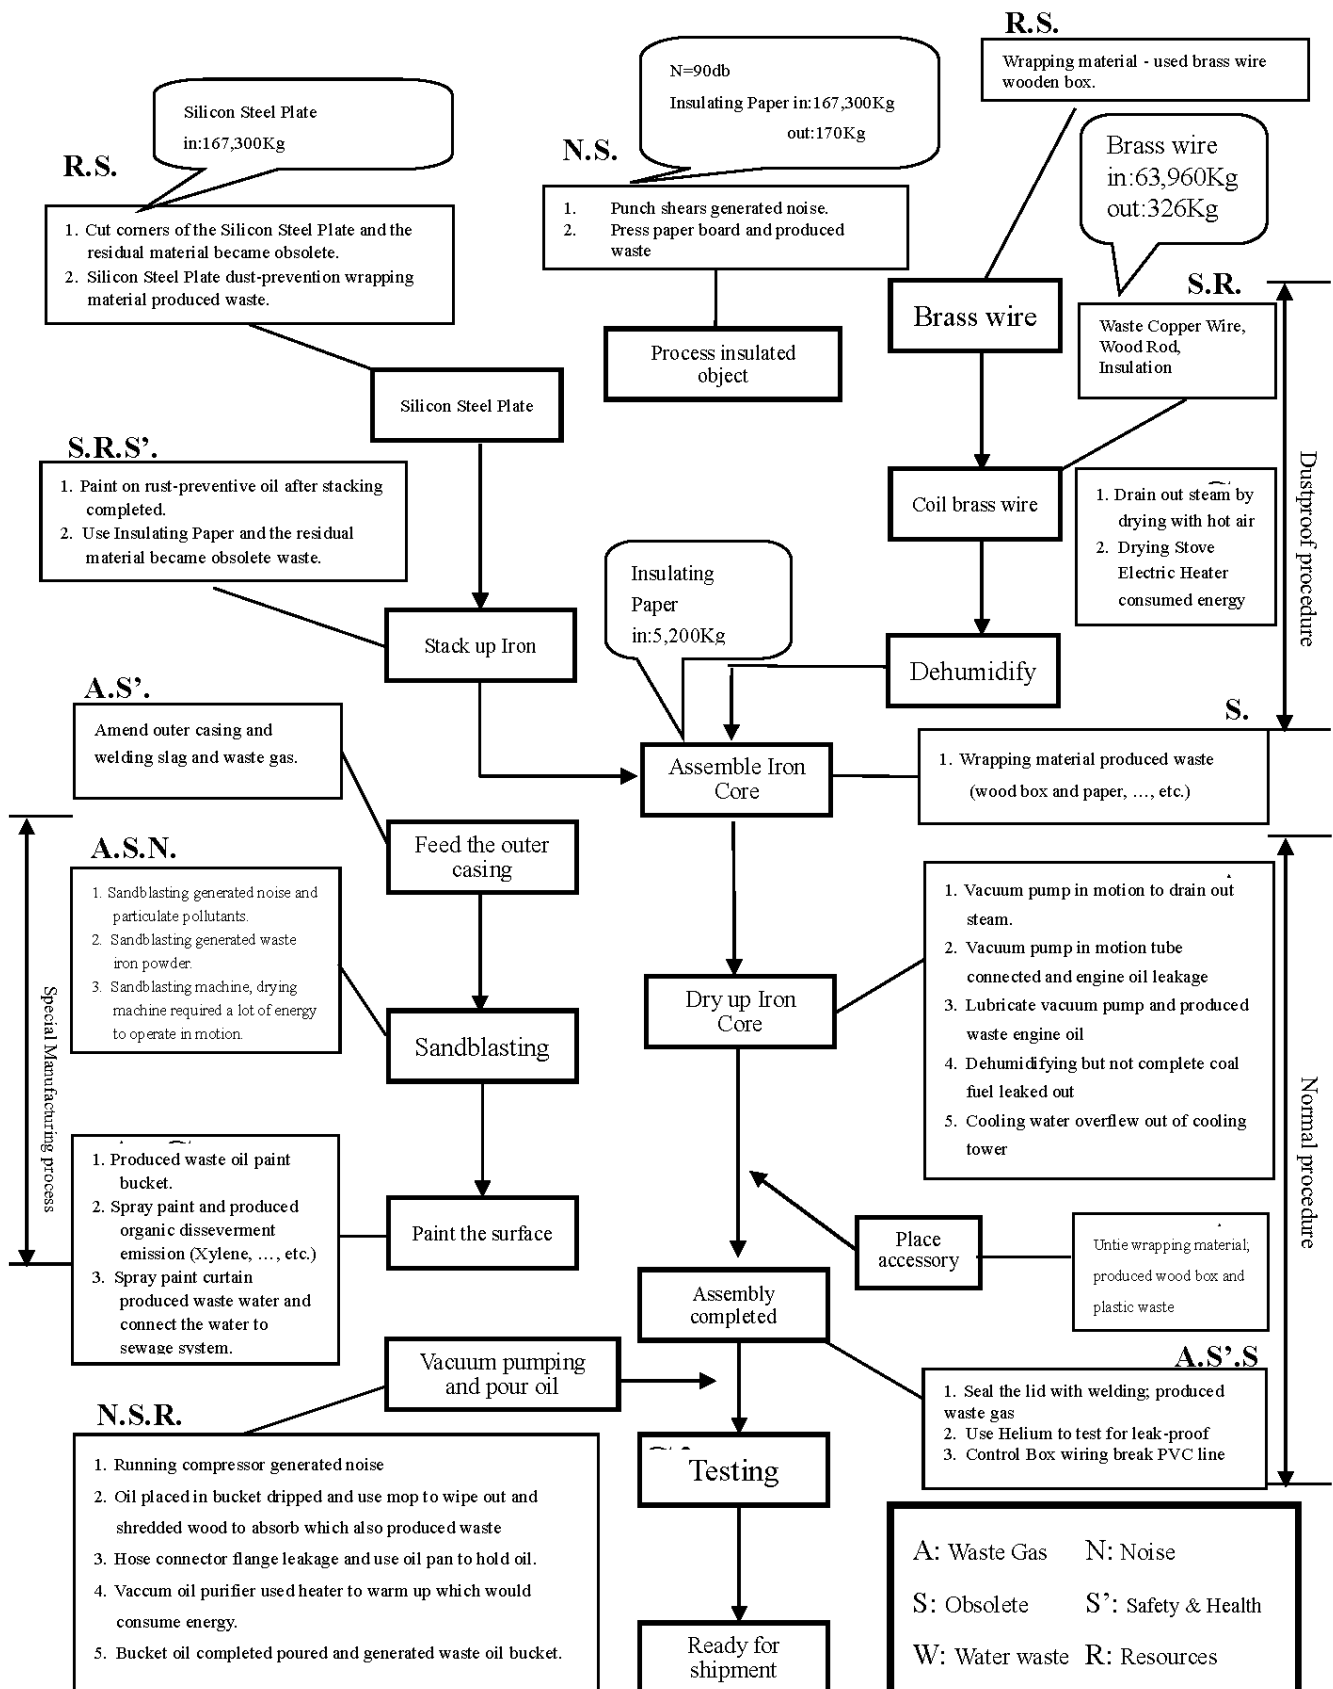 R.S.
Wrapping material - used brass wire
wooden box.
N=90db
Insulating Paper in:167,300Kg
out:170Kg
Silicon Steel Plate
in:167,300Kg
R.S.
N.S.
Brass wire
in:63,960Kg
out:326Kg
1. Cut corners of the Silicon Steel Plate and the
residual material became obsolete.
2. Silicon Steel Plate dust-prevention wrapping
material produced waste.
1. Punch shears generated noise.
2. Press paper board and produced
waste
S.R.
Brass wire
Waste Copper Wire,
Wood Rod,
Insulation
Process insulated
object
Silicon Steel Plate
S.R.S’.
1. Paint on rust-preventive oil after stacking
completed.
2. Use Insulating Paper and the residual
material became obsolete waste.
Coil brass wire
1. Drain out steam by
drying with hot air
2. Drying Stove
Electric Heater
consumed energy
Dustproof procedure
Insulating
Paper
in:5,200Kg
Stack up Iron
Dehumidify
A.S’.
Amend outer casing and
welding slag and waste gas.
S.
Assemble Iron
Core
1. Wrapping material produced waste
(wood box and paper, …, etc.)
Feed the outer
casing
A.S.N.
1. Sandblasting generated noise and
particulate pollutants.
2. Sandblasting generated waste
iron powder.
3. Sandblasting machine, drying
machine required a lot of energy
to operate in motion.
Special Manufacturing process
Sandblasting
Dry up Iron
Core
1. Vacuum pump in motion to drain out
steam.
2. Vacuum pump in motion tube
connected and engine oil leakage
3. Lubricate vacuum pump and produced
waste engine oil
4. Dehumidifying but not complete coal
fuel leaked out
5. Cooling water overflew out of cooling
tower
Normal procedure
1. Produced waste oil paint
bucket.
2. Spray paint and produced
organic disseverment
emission (Xylene, …, etc.)
3. Spray paint curtain
produced waste water and
connect the water to
sewage system.
Paint the surface
Place
accessory
Untie wrapping material;
produced wood box and
plastic waste
Assembly
completed
Vacuum pumping
and pour oil
A.S’.S
1. Seal the lid with welding; produced
waste gas
2. Use Helium to test for leak-proof
3. Control Box wiring break PVC line
N.S.R.
1. Running compressor generated noise
2. Oil placed in bucket dripped and use mop to wipe out and
shredded wood to absorb which also produced waste
3. Hose connector flange leakage and use oil pan to hold oil.
4. Vaccum oil purifier used heater to warm up which would
consume energy.
5. Bucket oil completed poured and generated waste oil bucket.
Testing
Ready for
shipment
A: Waste Gas N: Noise
S: Obsolete S’: Safety & Health
W: Water waste R: Resources